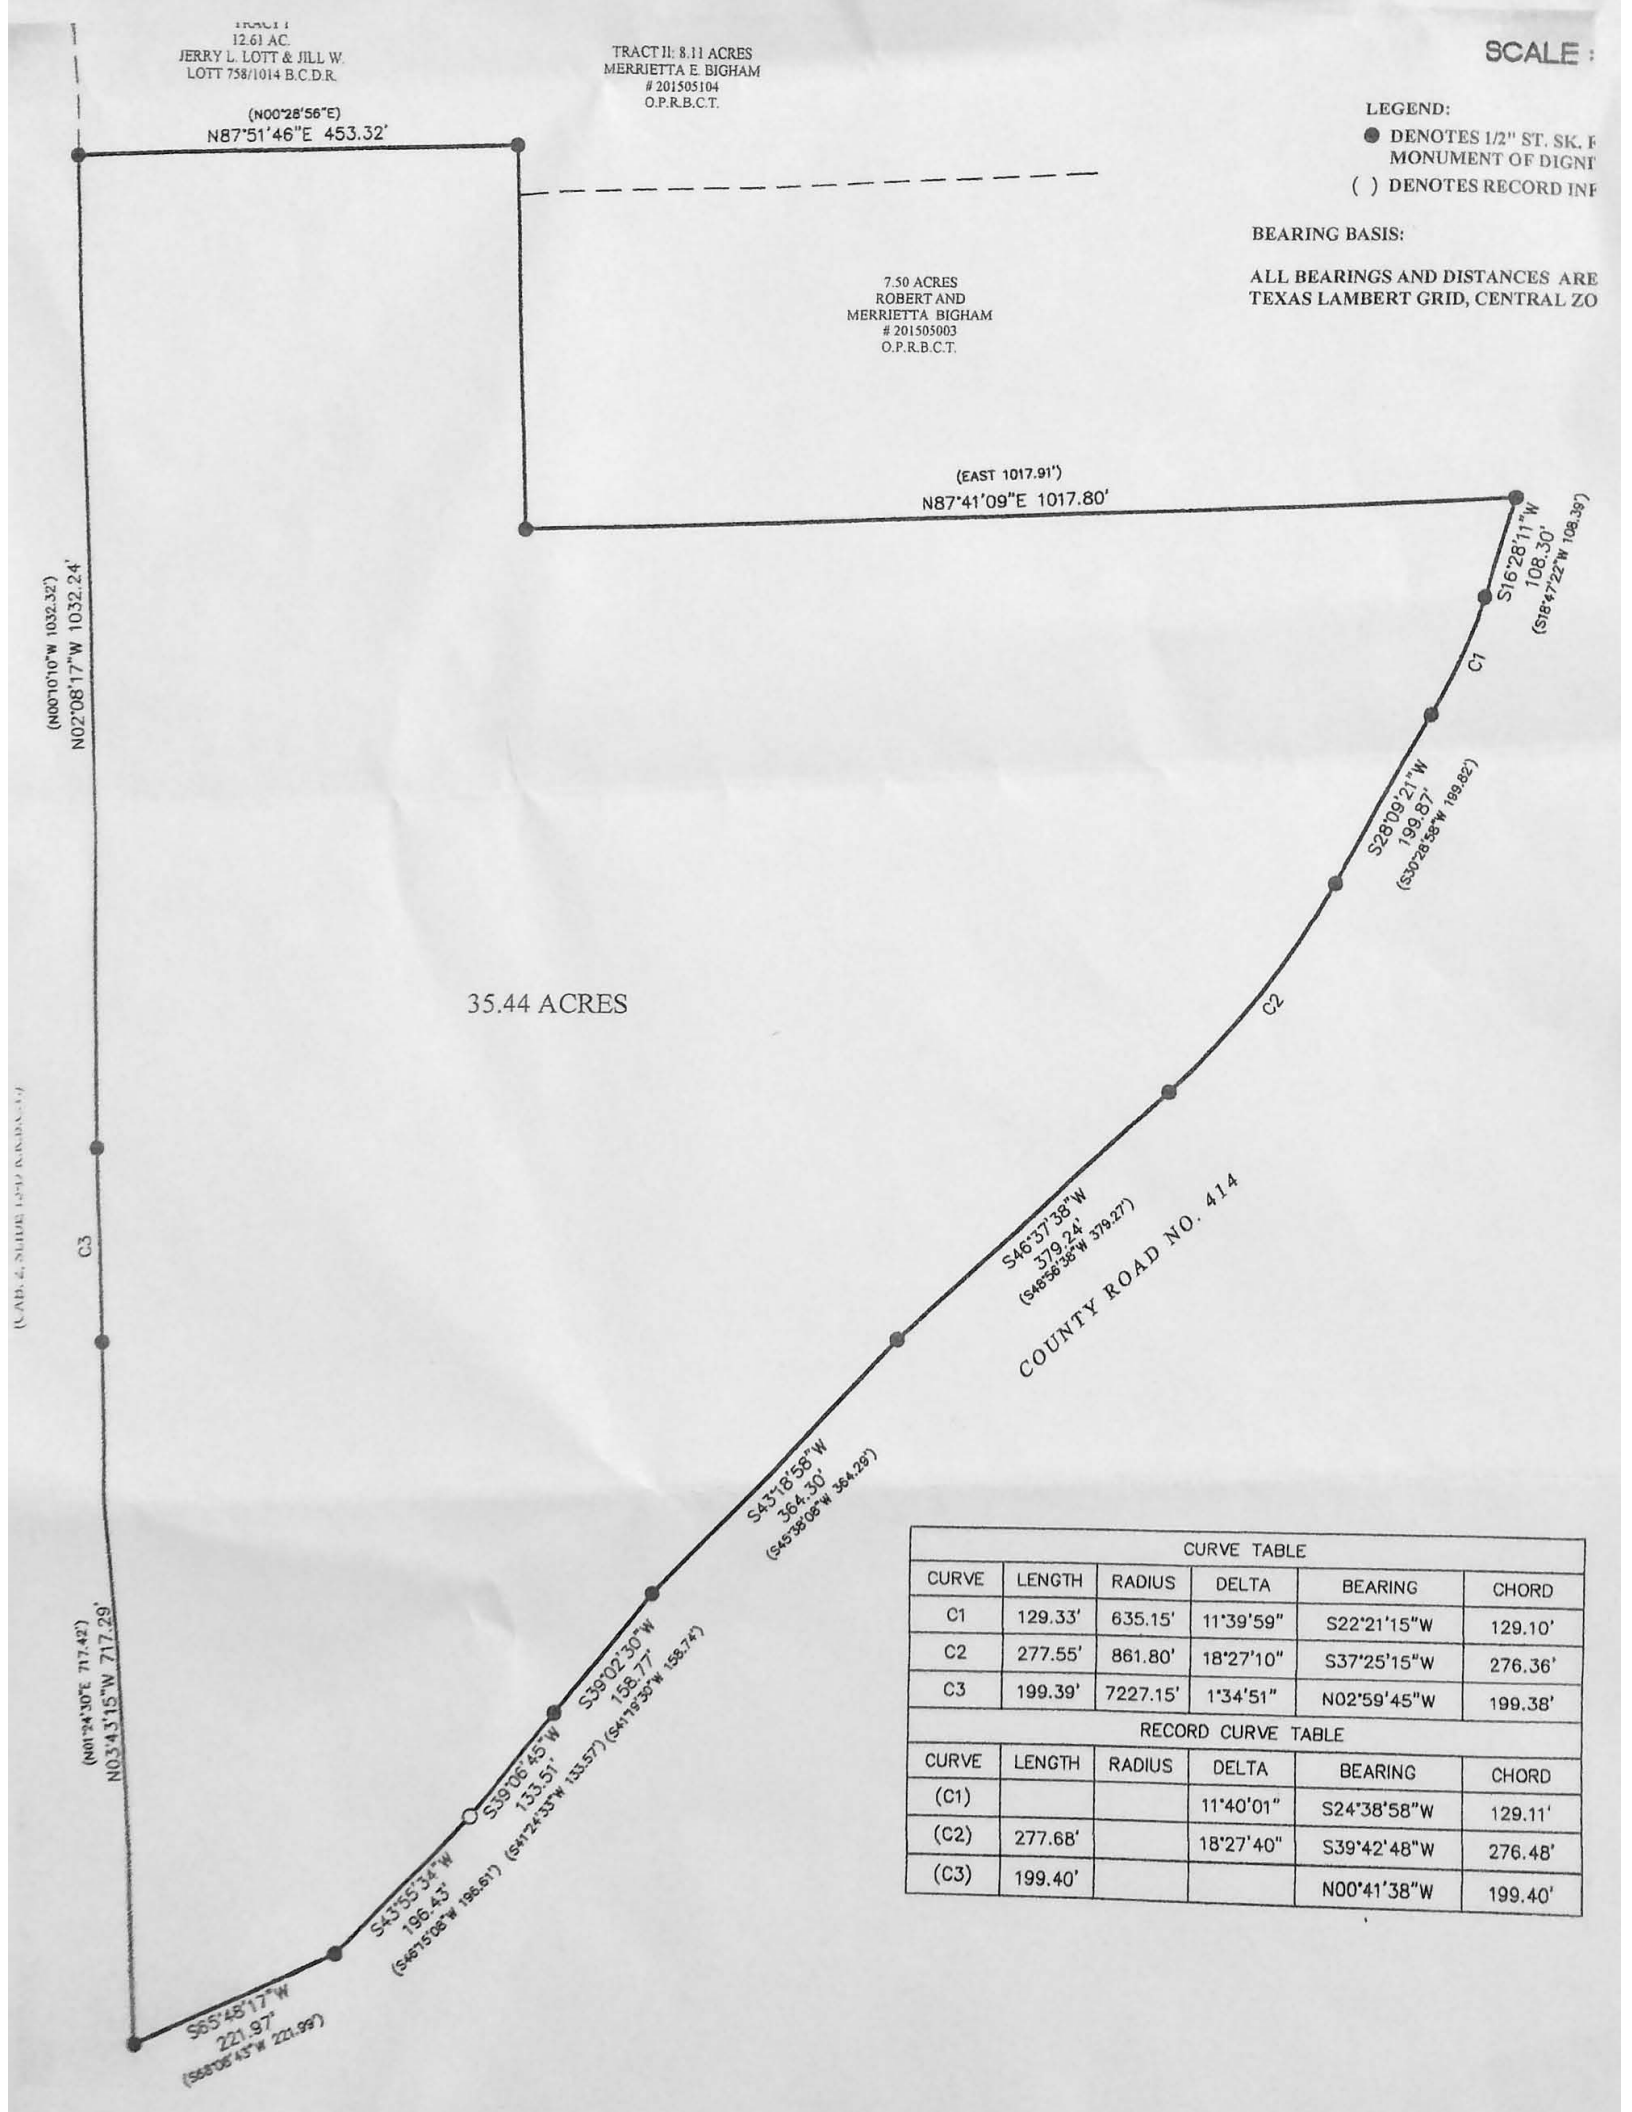 12.61 AC.
JERRY L. LOTT & JILL W.
LOTT 758/1014 B.C.D.R.
TRACT II: 8.11 ACRES
MERRIETTA E. BIGHAM
# 201505104
O.P.R.B.C.T.
SCALE :
LEGEND:
DENOTES 1/2" ST. SK.
MONUMENT OF
( ) DENOTES RECORD
BEARING BASIS:
ALL BEARINGS AND DISTANCES ARE
TEXAS LAMBERT GRID, CENTRAL
(N00°28'56"E)
N87°51'46"E 453.32'
7.50 ACRES
ROBERT AND
MERRIETTA BIGHAM
# 201505003
O.P.R.B.C.T.
(EAST 1017.91')
N87°41'09"E 1017.80'
S16°28'11"W
108.30'
(S18°47'22"W 108.39')
C1
(N00°10'10"W 1032.32')
N02°08'17"W 1032.24'
S28°09'21"W
199.87'
(S30°28'58"W 199.82')
C2
35.44 ACRES
S46°37'38"W
379.24'
(S48°56'38"W 379.27')
COUNTY ROAD NO. 414
C3
S43°18'58"W
364.30'
(S45°38'08"W 364.29')
S39°02'30"W
158.77'
(S41°19'30"W 158.74')
S39°06'45"W
133.51'
(S41°24'33"W 133.57')
(N01°24'30"E 717.42')
N03°43'15"W 717.29'
S43°55'34"W
196.43'
(S46°15'08"W 196.61')
S65°48'17"W
221.97'
(S68°08'43"W 221.99')
CURVE TABLE
CURVE LENGTH RADIUS DELTA BEARING CHORD
C1 129.33' 635.15' 11°39'59" S22°21'15"W 129.10'
C2 277.55' 861.80' 18°27'10" S37°25'15"W 276.36'
C3 199.39' 7227.15' 1°34'51" N02°59'45"W 199.38'
RECORD CURVE TABLE
CURVE LENGTH RADIUS DELTA BEARING CHORD
(C1) 11°40'01" S24°38'58"W 129.11'
(C2) 277.68' 18°27'40" S39°42'48"W 276.48'
(C3) 199.40' N00°41'38"W 199.40'